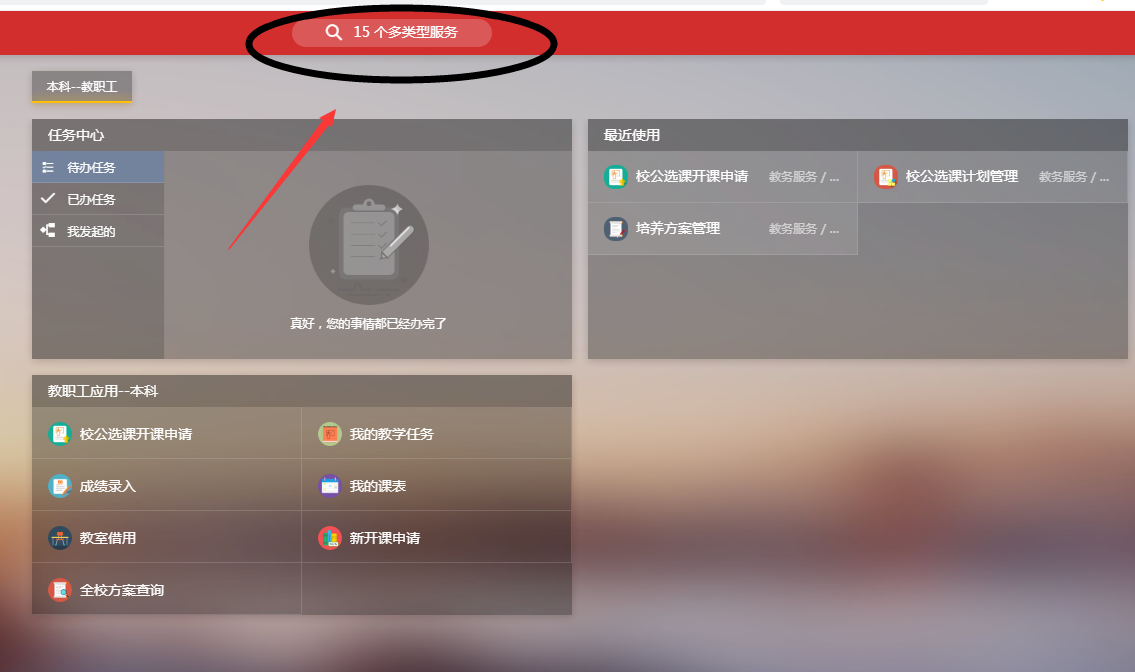 15 个多类型服务
本科--教职工
任务中心
待办任务
已办任务
我发起的
真好，您的事情都已经办完了
最近使用
校公选课开课申请 教务服务 / ...
校公选课计划管理 教务服务 / ...
培养方案管理 教务服务 / ...
教职工应用--本科
校公选课开课申请
我的教学任务
成绩录入
我的课表
教室借用
新开课申请
全校方案查询